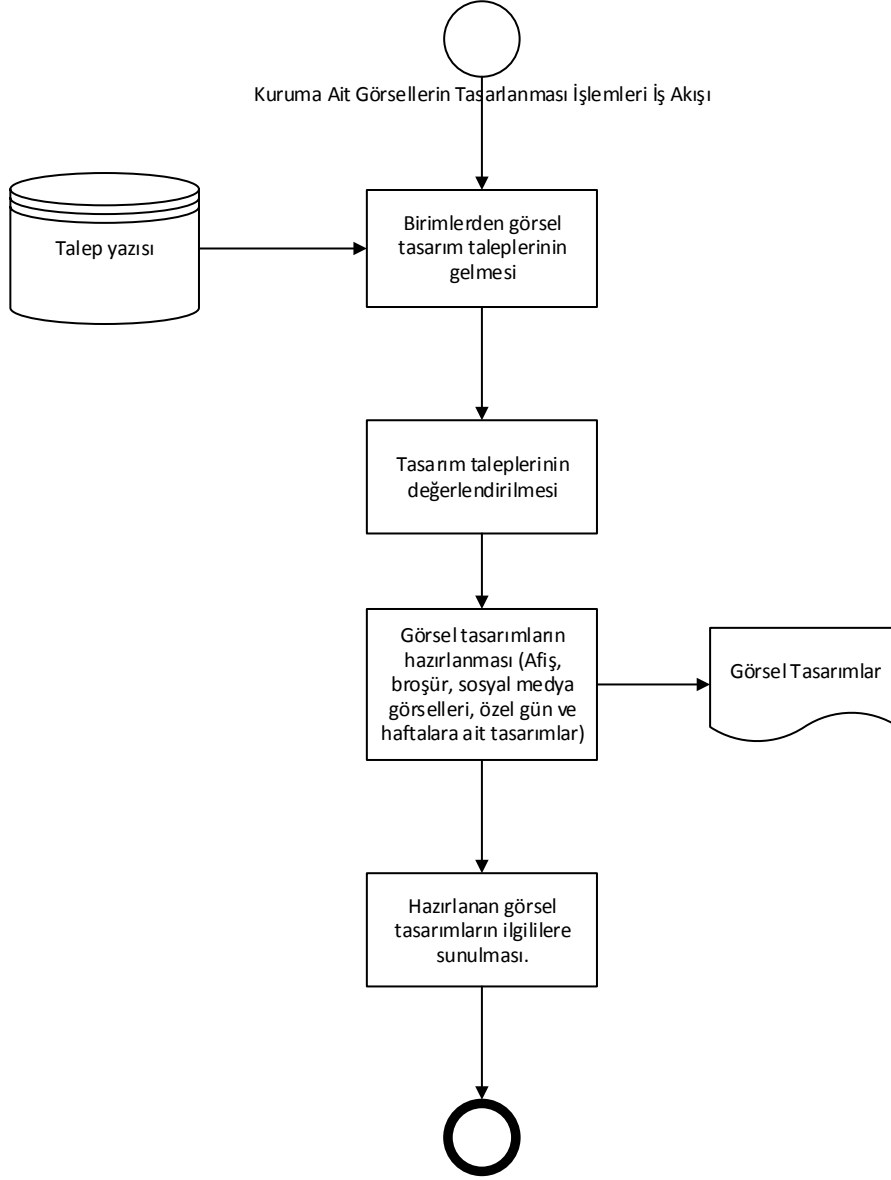 Kuruma Ait Görsellerin Tasarlanması İşlemleri İş Akışı
Talep yazısı
Birimlerden görsel
tasarım taleplerinin
gelmesi
Tasarım taleplerinin
değerlendirilmesi
Görsel tasarımların
hazırlanması (Afiş,
broşür, sosyal medya
görselleri, özel gün ve
haftalara ait tasarımlar)
Görsel Tasarımlar
Hazırlanan görsel
tasarımların ilgililere
sunulması.